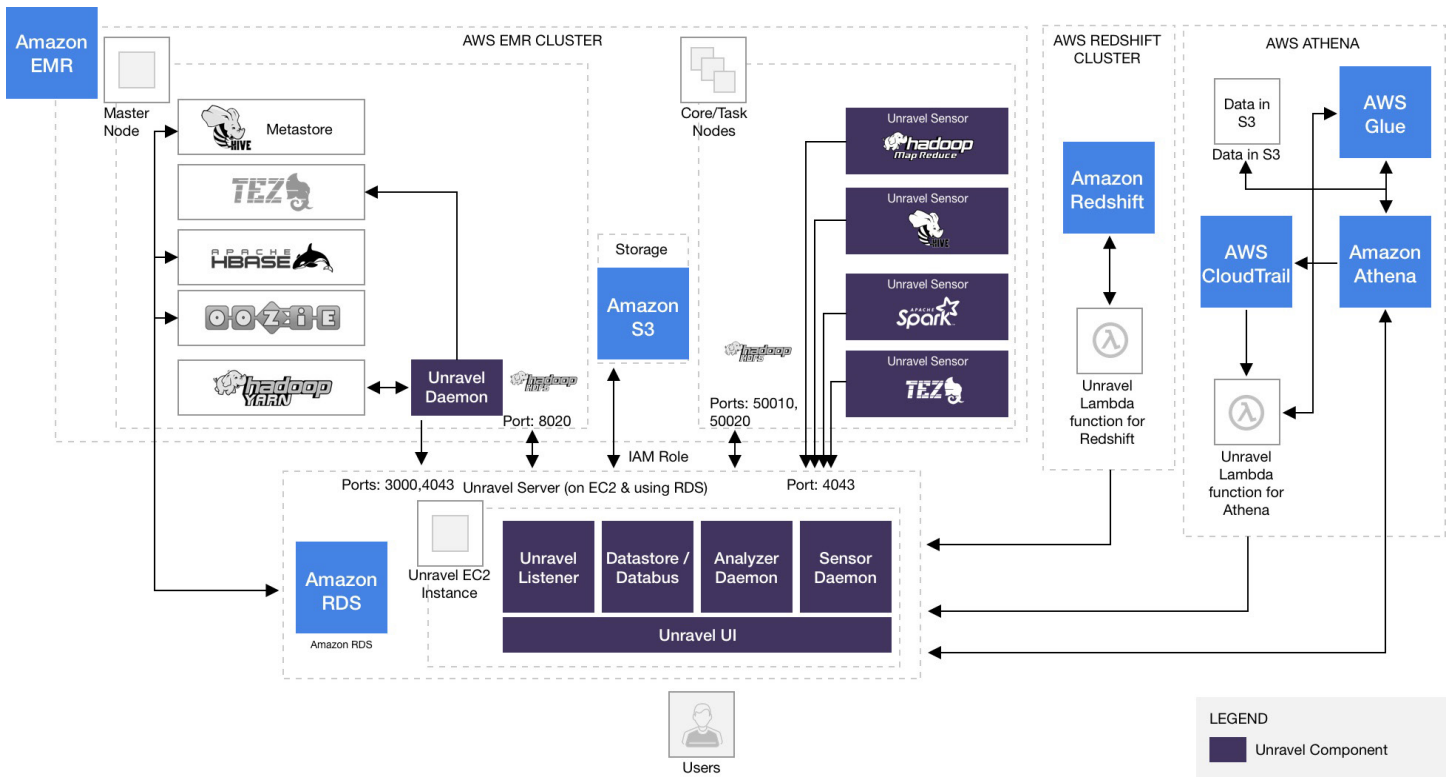 Amazon
EMR
AWS EMR CLUSTER
Master
Node
HIVE
Metastore
TEZ
APACHE
HBASE
OOZIE
hadoop
YARN
Unravel
Daemon
hadoop
HDFS
Port: 8020
Storage
Amazon
S3
IAM Role
Core/Task
Nodes
hadoop
HDFS
Ports: 50010,
50020
Unravel Sensor
hadoop
Map Reduce
Unravel Sensor
HIVE
Unravel Sensor
APACHE
Spark
Unravel Sensor
TEZ
AWS REDSHIFT
CLUSTER
Amazon
Redshift
λ
Unravel
Lambda
function for
Redshift
AWS ATHENA
Data in
S3
Data in S3
AWS
Glue
AWS
CloudTrail
Amazon
Athena
λ
Unravel
Lambda
function for
Athena
Ports: 3000,4043
Unravel Server (on EC2 & using RDS)
Port: 4043
Amazon
RDS
Amazon RDS
Unravel EC2
Instance
Unravel
Listener
Datastore /
Databus
Analyzer
Daemon
Sensor
Daemon
Unravel UI
Users
LEGEND
Unravel Component